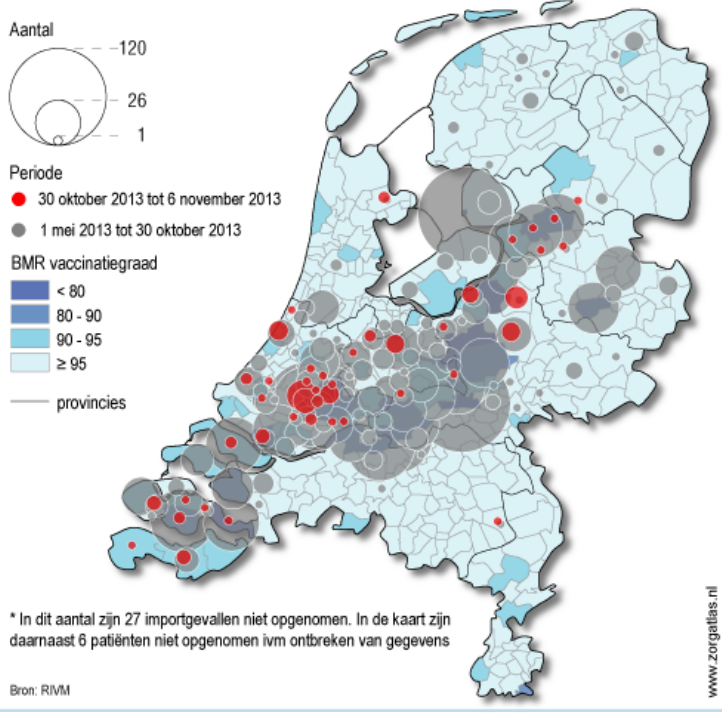 Aantal
120
26
1
Periode
30 oktober 2013 tot 6 november 2013
1 mei 2013 tot 30 oktober 2013
BMR vaccinatiegraad
< 80
80 - 90
90 - 95
≥ 95
provincies
* In dit aantal zijn 27 importgevallen niet opgenomen. In de kaart zijn
daarnaast 6 patiënten niet opgenomen ivm ontbreken van gegevens
Bron: RIVM
www.zorgatlas.nl